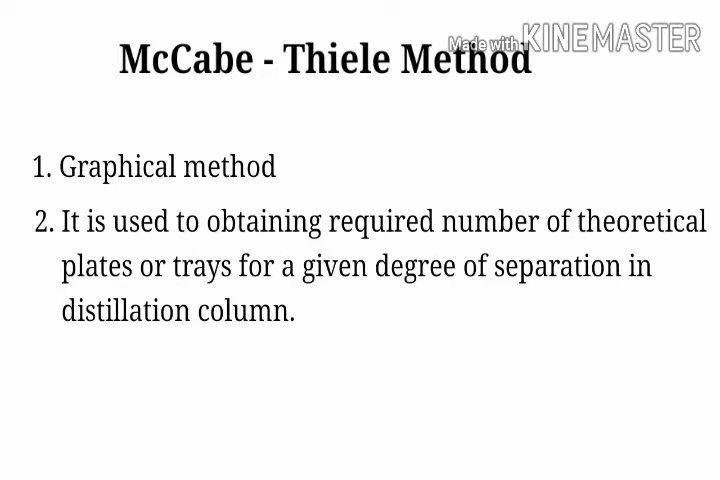 Made with KINEMASTER
McCabe - Thiele Method
1. Graphical method
2. It is used to obtaining required number of theoretical
plates or trays for a given degree of separation in
distillation column.